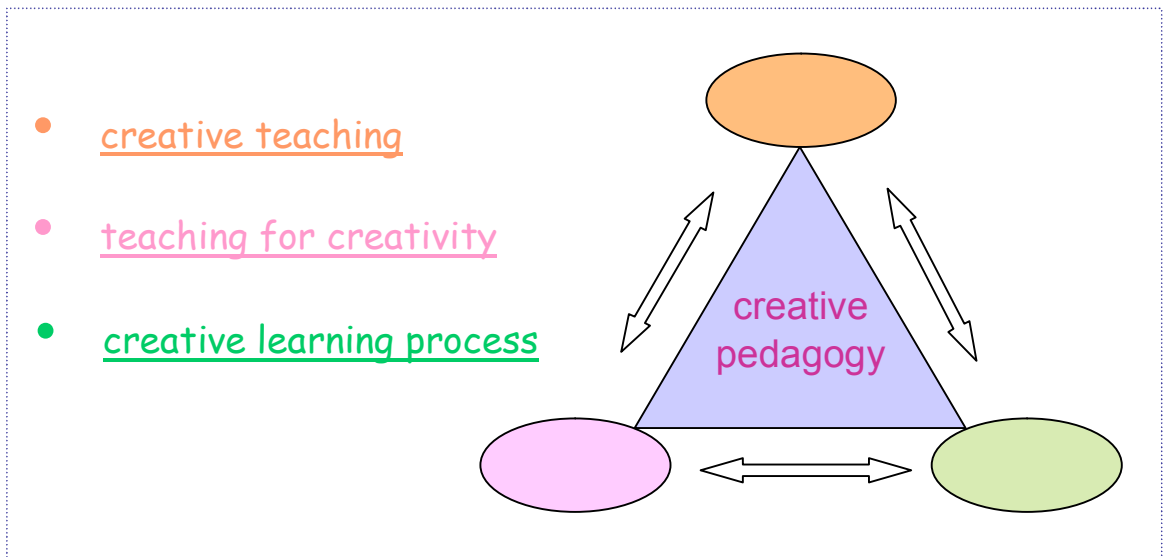 creative teaching
teaching for creativity
creative learning process
creative
pedagogy